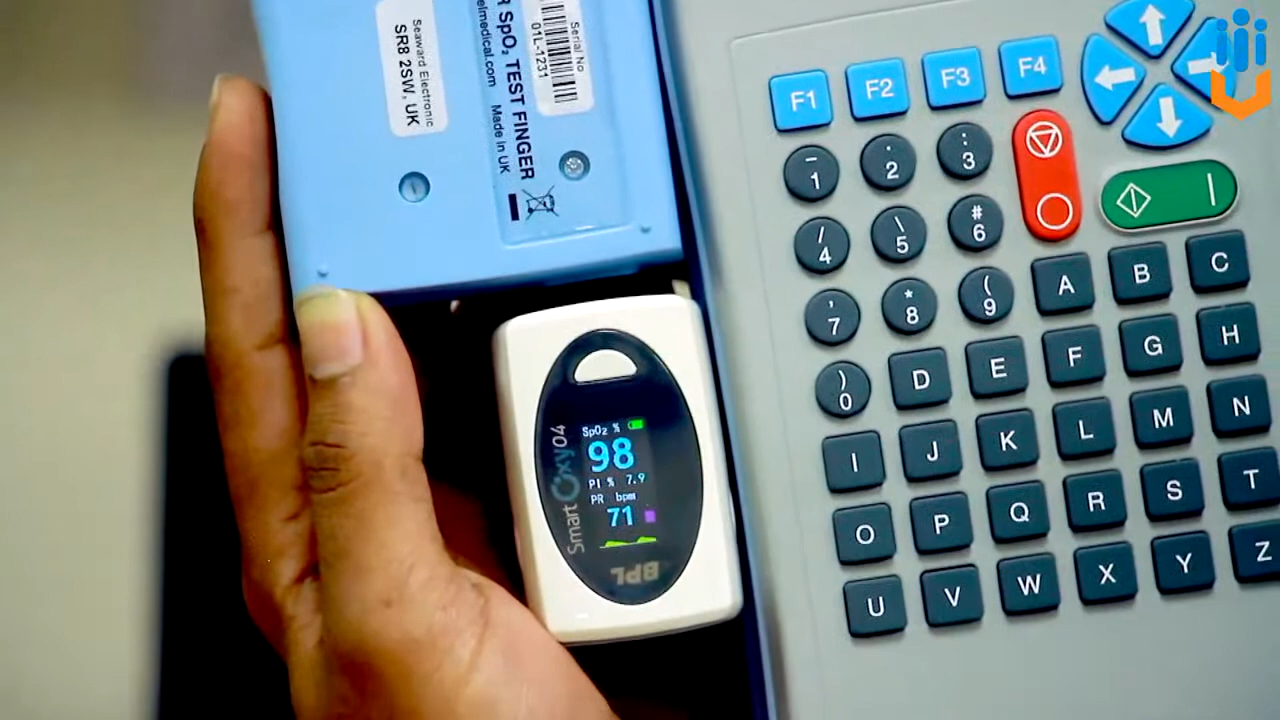 Seaward Electronic
SR8 2SW, UK
elmedical.com
R SpO₂ TEST FINGER
Made in UK
Serial No
01L-1231
SpO₂ %
98
PI % 7.9
PR bpm
71
Smart Oxy04
BPL
F1 F2 F3 F4
− 1
. 2
: 3
/ 4
\ 5
# 6
' 7
* 8
( 9
) 0
A B C
D E F G H
I J K L M N
O P Q R S T
U V W X Y Z